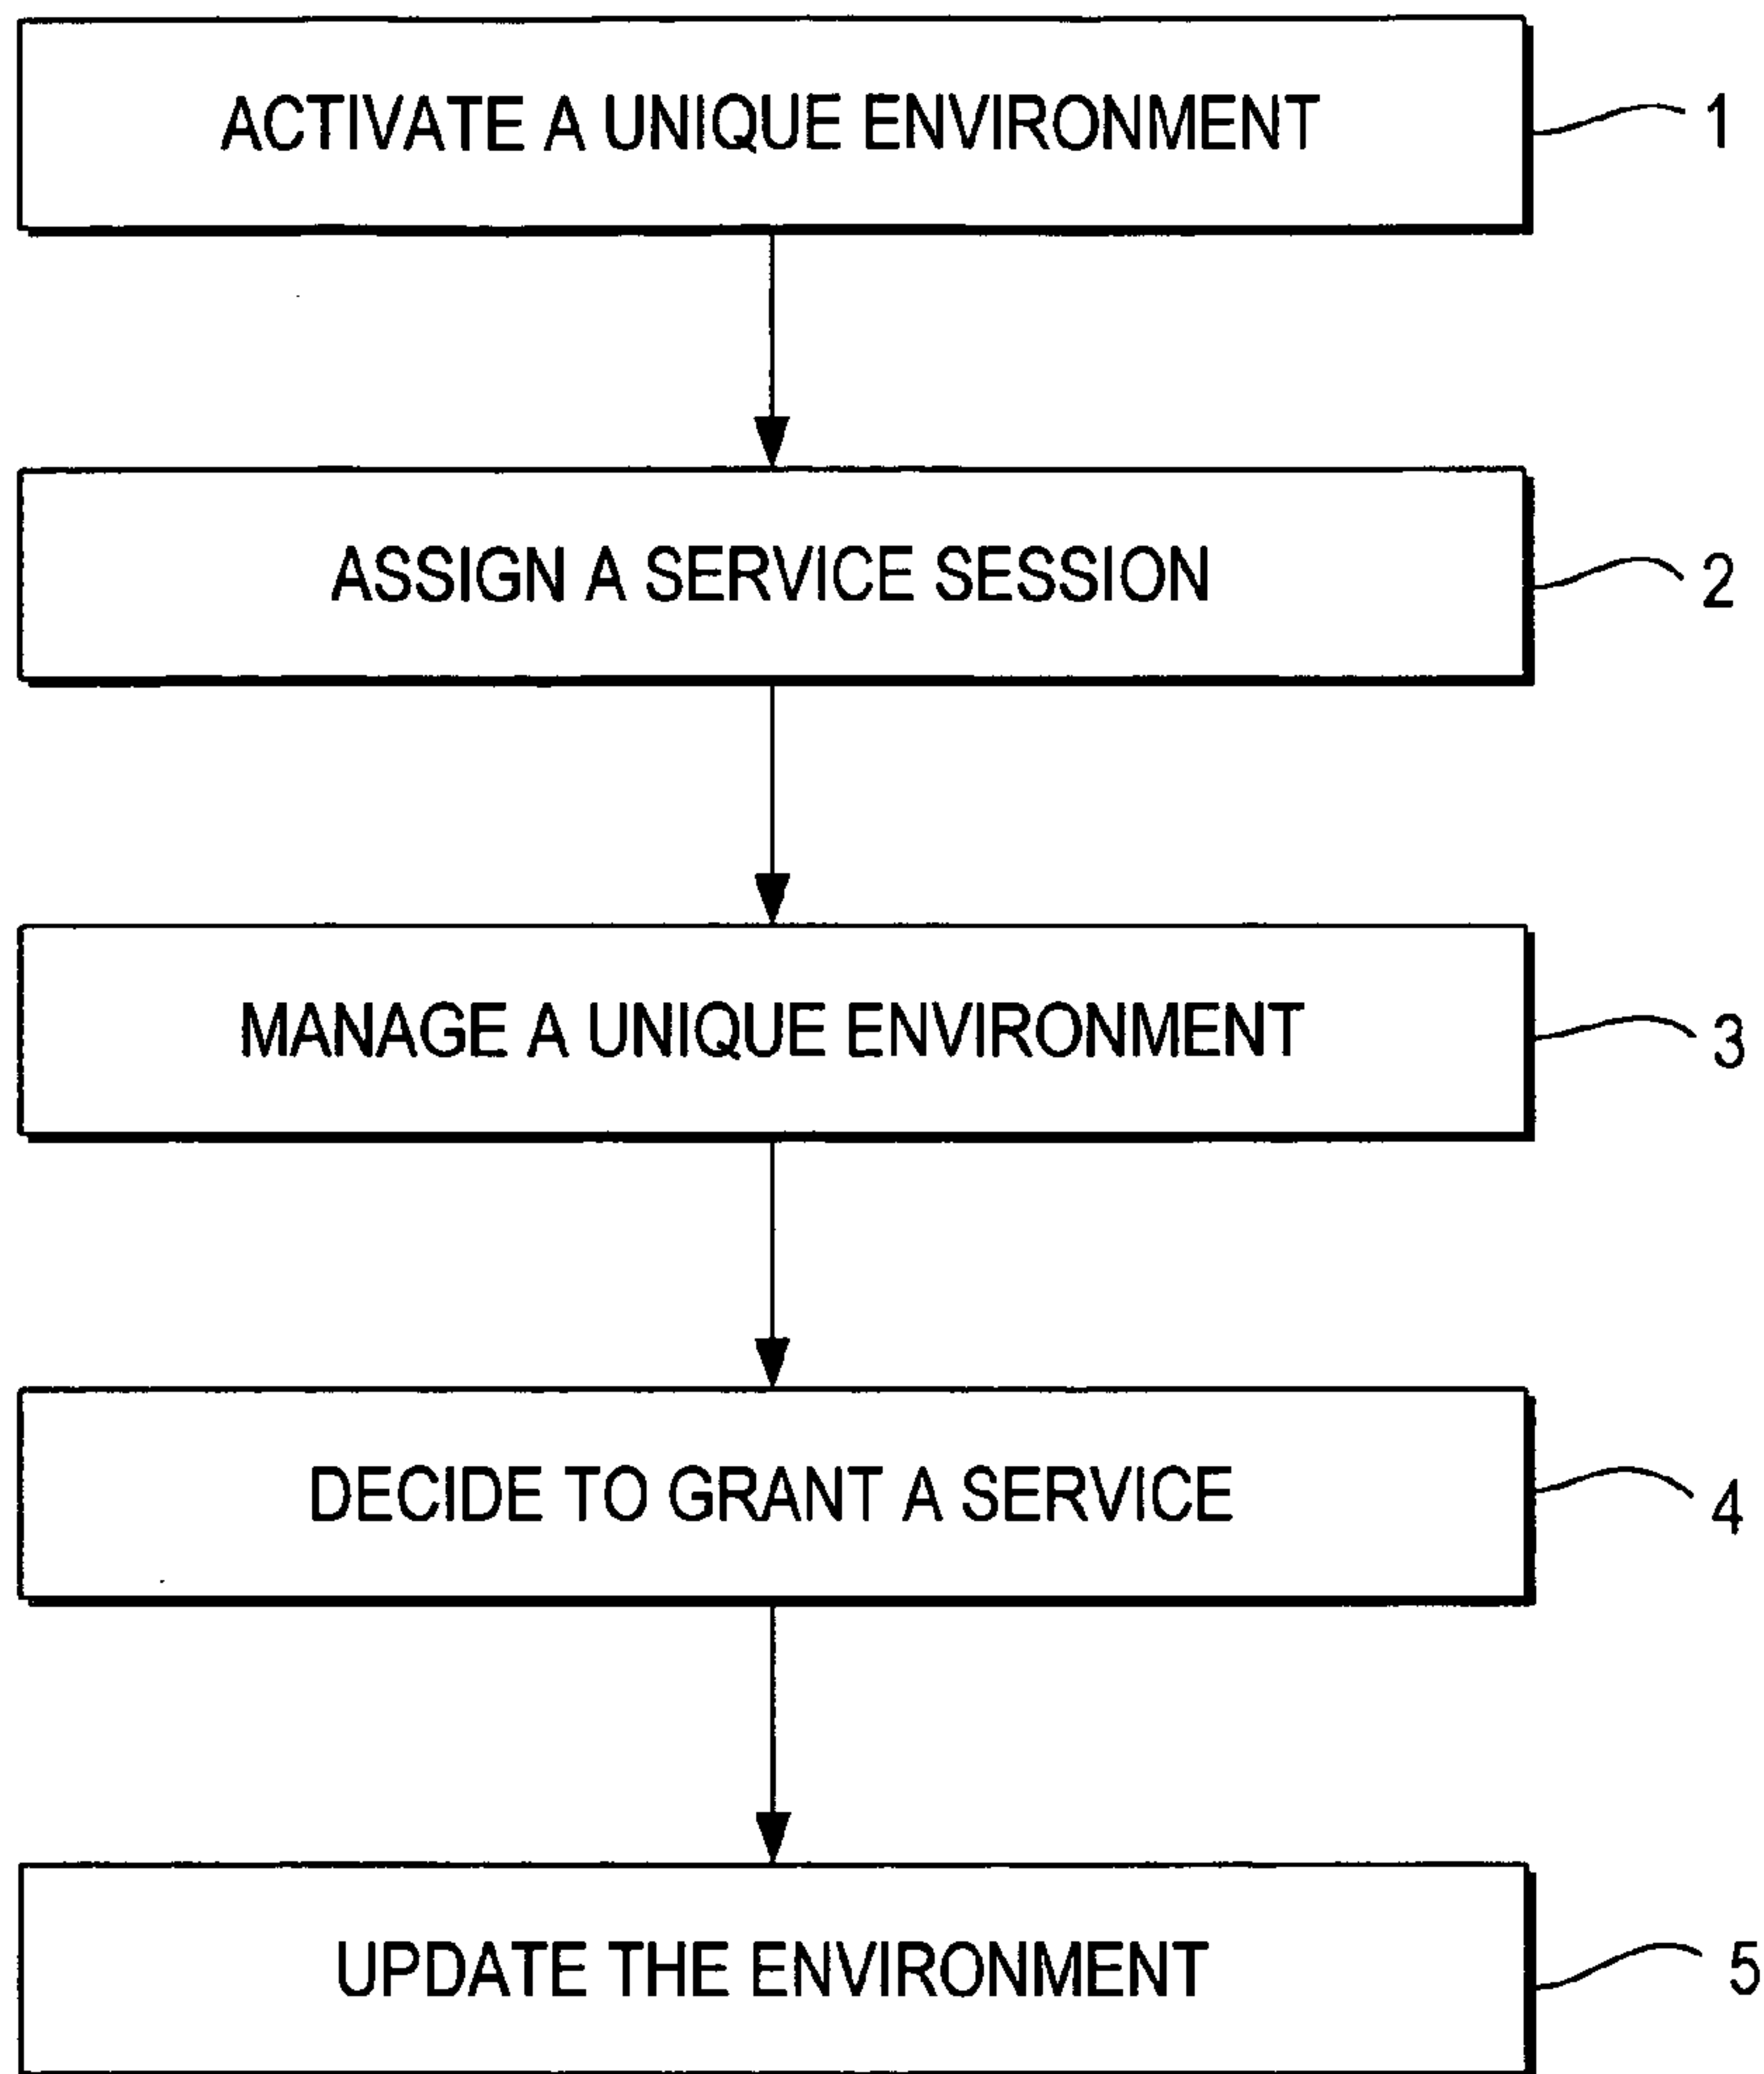 ACTIVATE A UNIQUE ENVIRONMENT
1
ASSIGN A SERVICE SESSION
2
MANAGE A UNIQUE ENVIRONMENT
3
DECIDE TO GRANT A SERVICE
4
UPDATE THE ENVIRONMENT
5